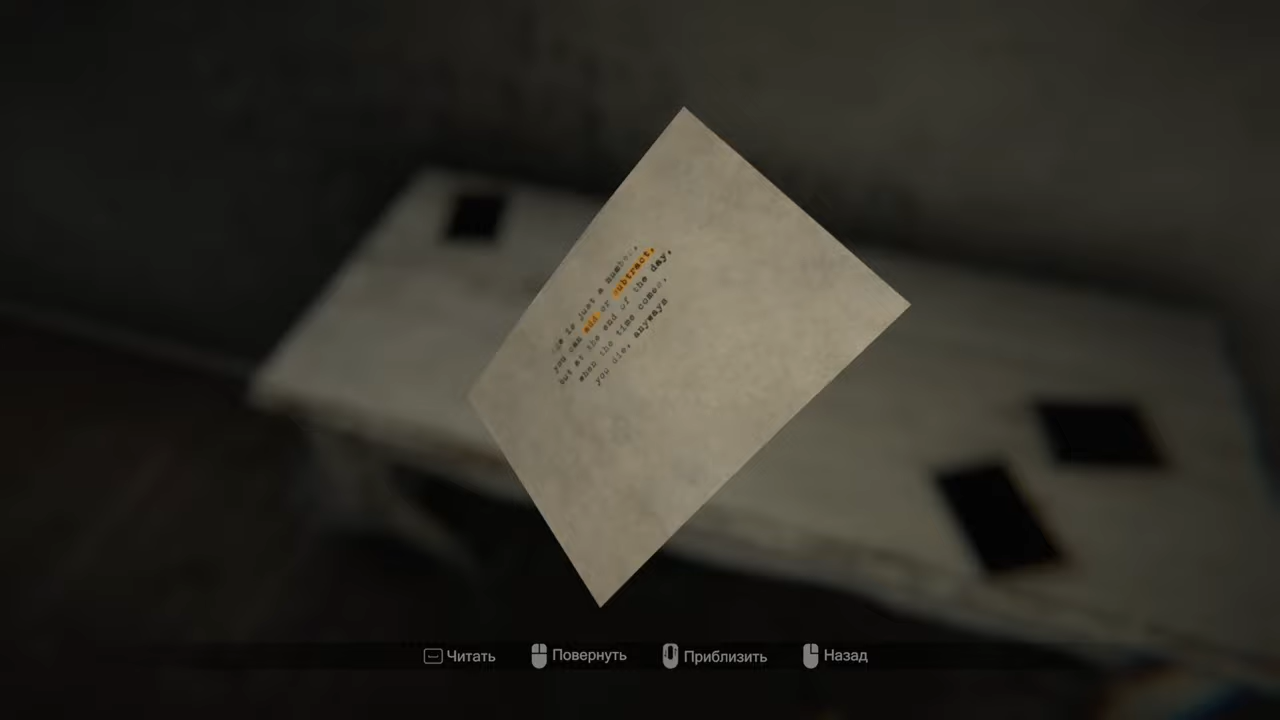 is just a number,
you can add or subtract,
but at the end of the day,
when the time comes,
you die, anyways
Читать
Повернуть
Приблизить
Назад